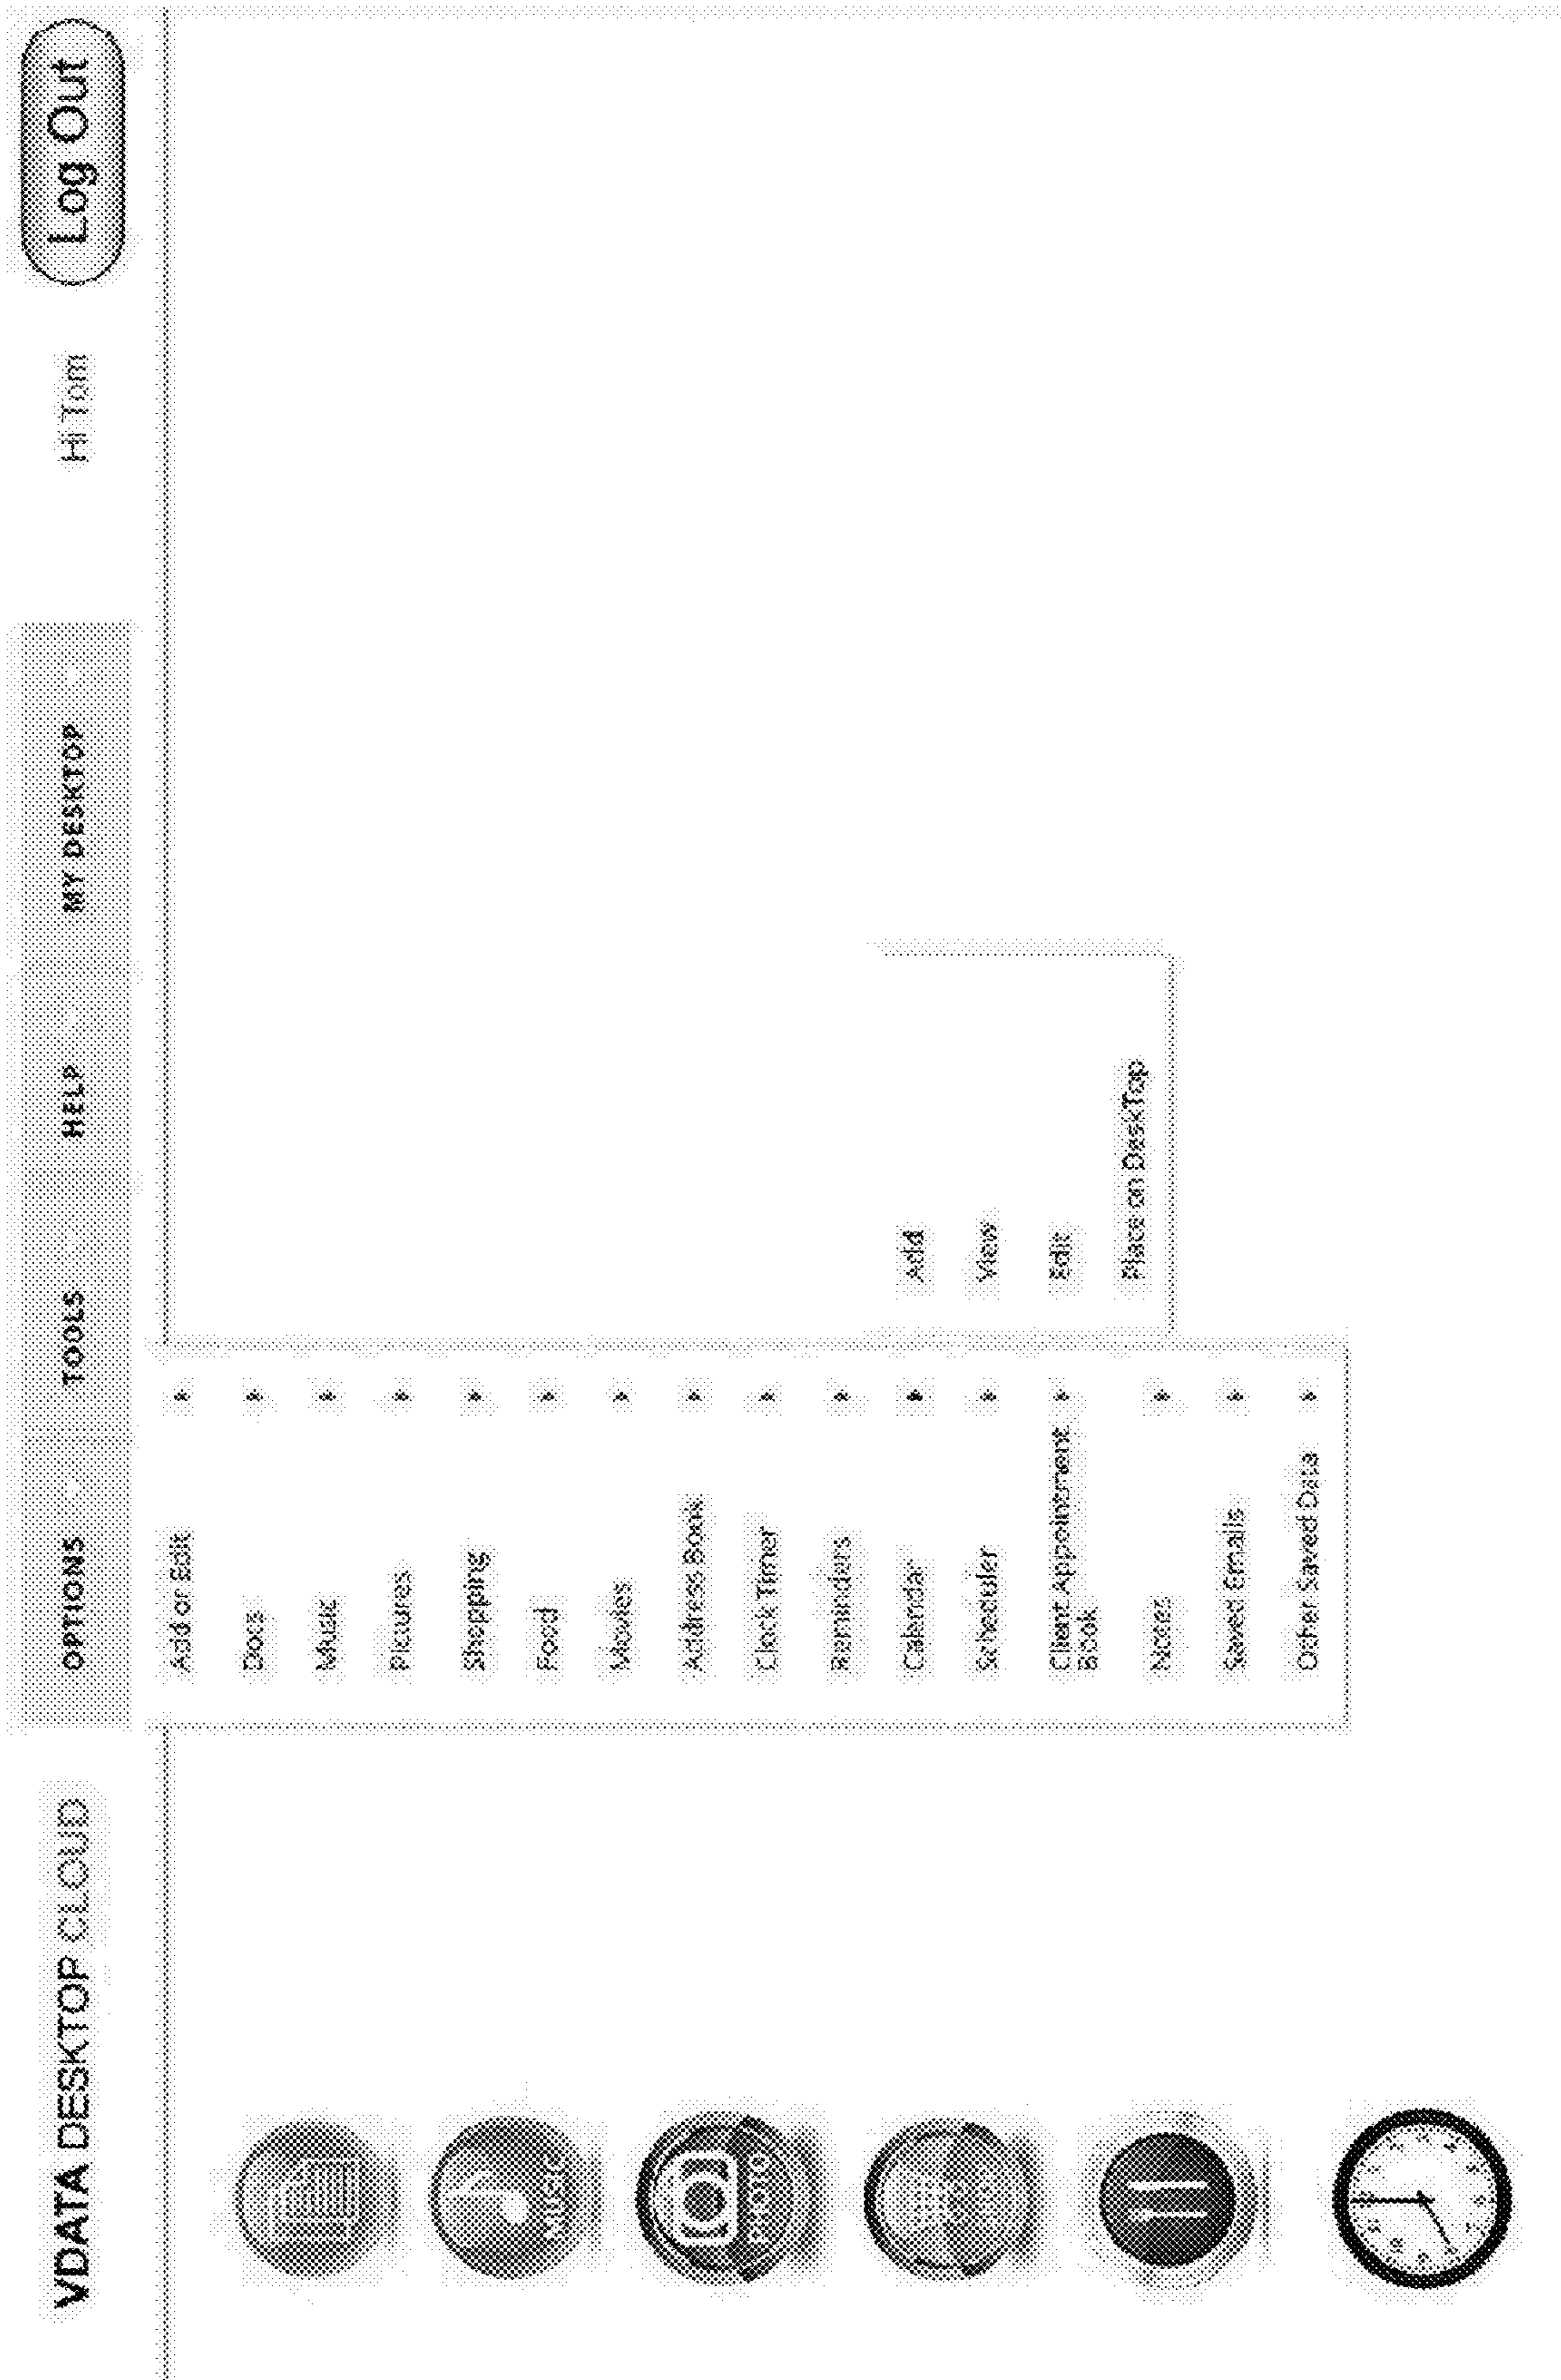 VDATA DESKTOP CLOUD
OPTIONS
TOOLS
HELP
MY DESKTOP
Hi Tom
Log Out
Add or Edit
Docs
Music
Pictures
Shopping
Food
Movies
Address Book
Clock Timer
Reminders
Calendar
Scheduler
Client Appointment
Book
Notes
Saved Emails
Other Saved Data
Add
View
Edit
Place on DeskTop
MUSIC
PHOTO